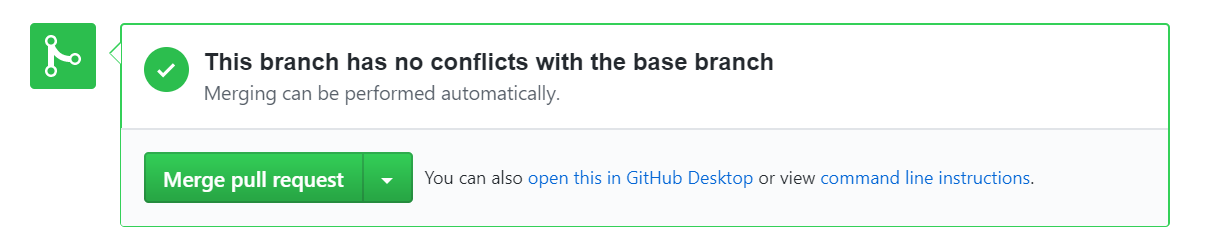 This branch has no conflicts with the base branch
Merging can be performed automatically.
Merge pull request
You can also open this in GitHub Desktop or view command line instructions.